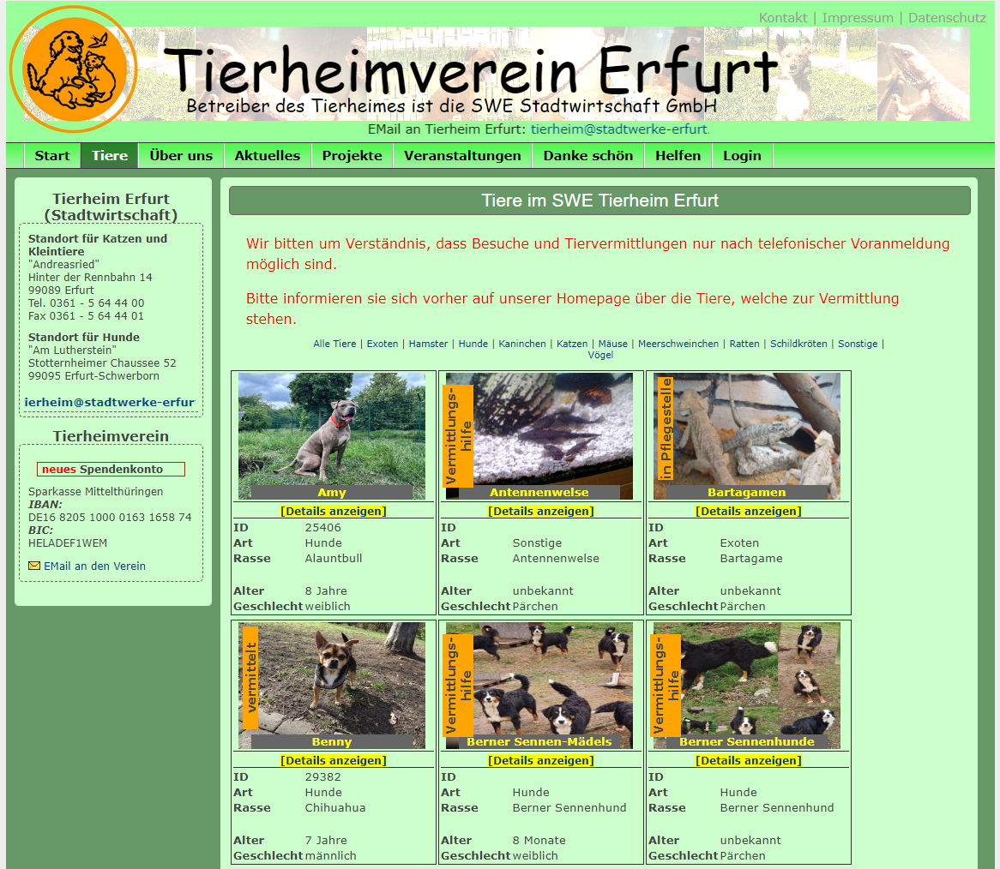 Kontakt | Impressum | Datenschutz
Tierheimverein Erfurt
Betreiber des Tierheimes ist die SWE Stadtwirtschaft GmbH
EMail an Tierheim Erfurt: tierheim@stadtwerke-erfurt.
Start Tiere Über uns Aktuelles Projekte Veranstaltungen Danke schön Helfen Login
Tierheim Erfurt
(Stadtwirtschaft)
Standort für Katzen und
Kleintiere
"Andreasried"
Hinter der Rennbahn 14
99089 Erfurt
Tel. 0361 - 5 64 44 00
Fax 0361 - 5 64 44 01
Standort für Hunde
"Am Lutherstein"
Stotternheimer Chaussee 52
99095 Erfurt-Schwerborn
ierheim@stadtwerke-erfur
Tierheimverein
neues Spendenkonto
Sparkasse Mittelthüringen
IBAN:
DE16 8205 1000 0163 1658 74
BIC:
HELADEF1WEM
EMail an den Verein
Tiere im SWE Tierheim Erfurt
Wir bitten um Verständnis, dass Besuche und Tiervermittlungen nur nach telefonischer Voranmeldung
möglich sind.
Bitte informieren sie sich vorher auf unserer Homepage über die Tiere, welche zur Vermittlung
stehen.
Alle Tiere | Exoten | Hamster | Hunde | Kaninchen | Katzen | Mäuse | Meerschweinchen | Ratten | Schildkröten | Sonstige |
Vögel
Amy
[Details anzeigen]
ID 25406
Art Hunde
Rasse Alauntbull
Alter 8 Jahre
Geschlecht weiblich
Vermittlungs-
hilfe
Antennenwelse
[Details anzeigen]
ID
Art Sonstige
Rasse Antennenwelse
Alter unbekannt
Geschlecht Pärchen
in Pflegestelle
Bartagamen
[Details anzeigen]
ID
Art Exoten
Rasse Bartagame
Alter unbekannt
Geschlecht Pärchen
vermittelt
Benny
[Details anzeigen]
ID 29382
Art Hunde
Rasse Chihuahua
Alter 7 Jahre
Geschlecht männlich
Vermittlungs-
hilfe
Berner Sennen-Mädels
[Details anzeigen]
ID
Art Hunde
Rasse Berner Sennenhund
Alter 8 Monate
Geschlecht weiblich
Vermittlungs-
hilfe
Berner Sennenhunde
[Details anzeigen]
ID
Art Hunde
Rasse Berner Sennenhund
Alter unbekannt
Geschlecht Pärchen